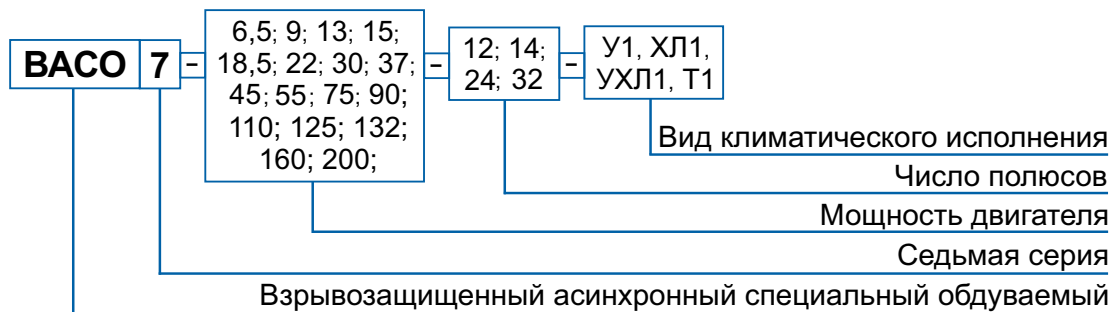 ВАСО 7 - 6,5; 9; 13; 15;
18,5; 22; 30; 37;
45; 55; 75; 90;
110; 125; 132;
160; 200;
- 12; 14;
24; 32
- У1, ХЛ1,
УХЛ1, Т1
Вид климатического исполнения
Число полюсов
Мощность двигателя
Седьмая серия
Взрывозащищенный асинхронный специальный обдуваемый